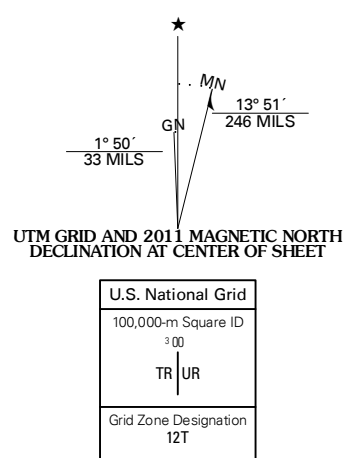 ★
MN
GN
13° 51´
246 MILS
1° 50´
33 MILS
UTM GRID AND 2011 MAGNETIC NORTH
DECLINATION AT CENTER OF SHEET
U.S. National Grid
100,000-m Square ID
³00
TR UR
Grid Zone Designation
12T